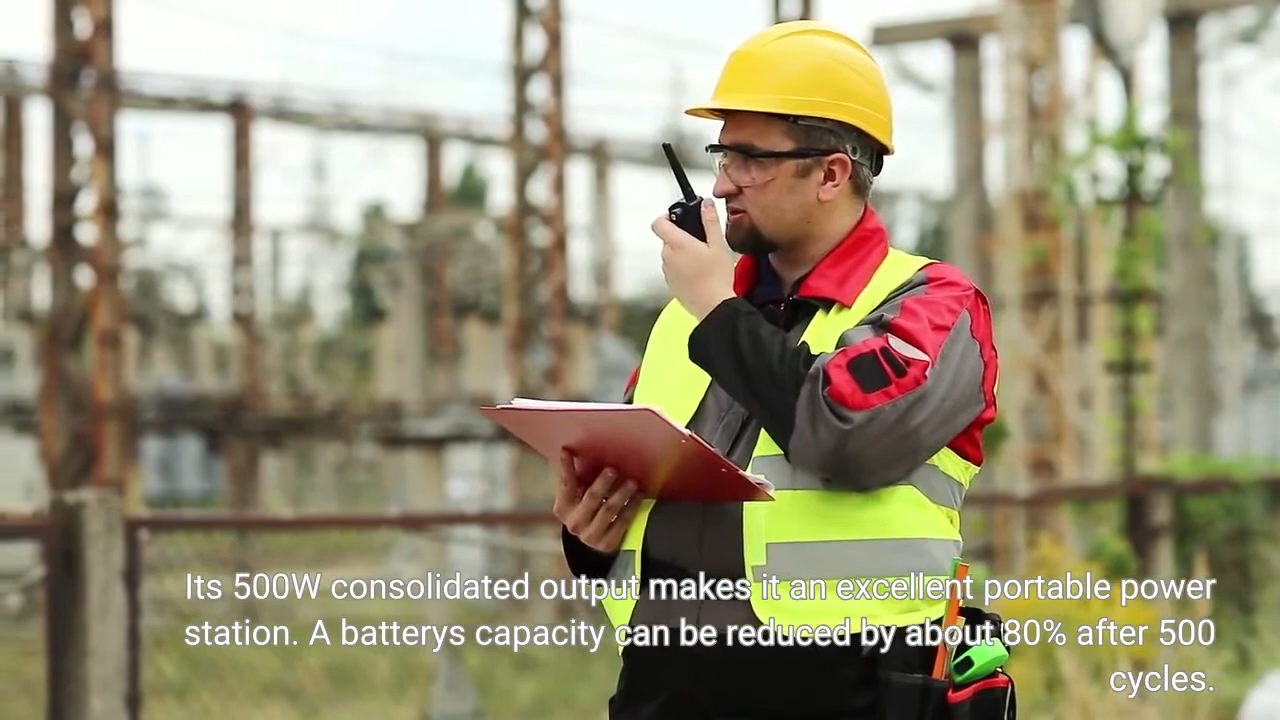 Its 500W consolidated output makes it an excellent portable power
station. A batterys capacity can be reduced by about 80% after 500
cycles.